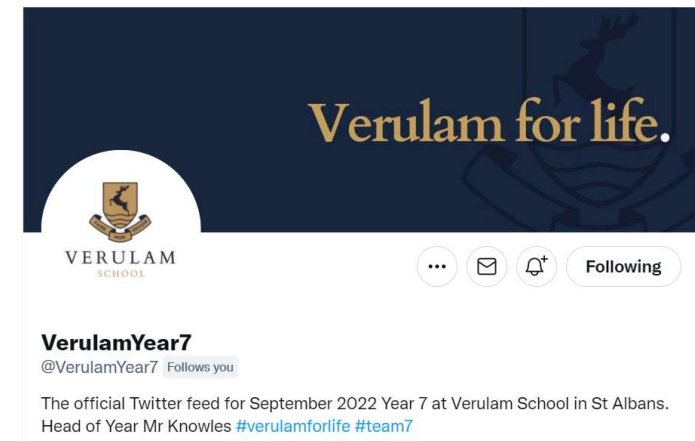 Verulam for life.
VERULAM
SCHOOL
Following
VerulamYear7
@VerulamYear7 Follows you
The official Twitter feed for September 2022 Year 7 at Verulam School in St Albans.
Head of Year Mr Knowles #verulamforlife #team7